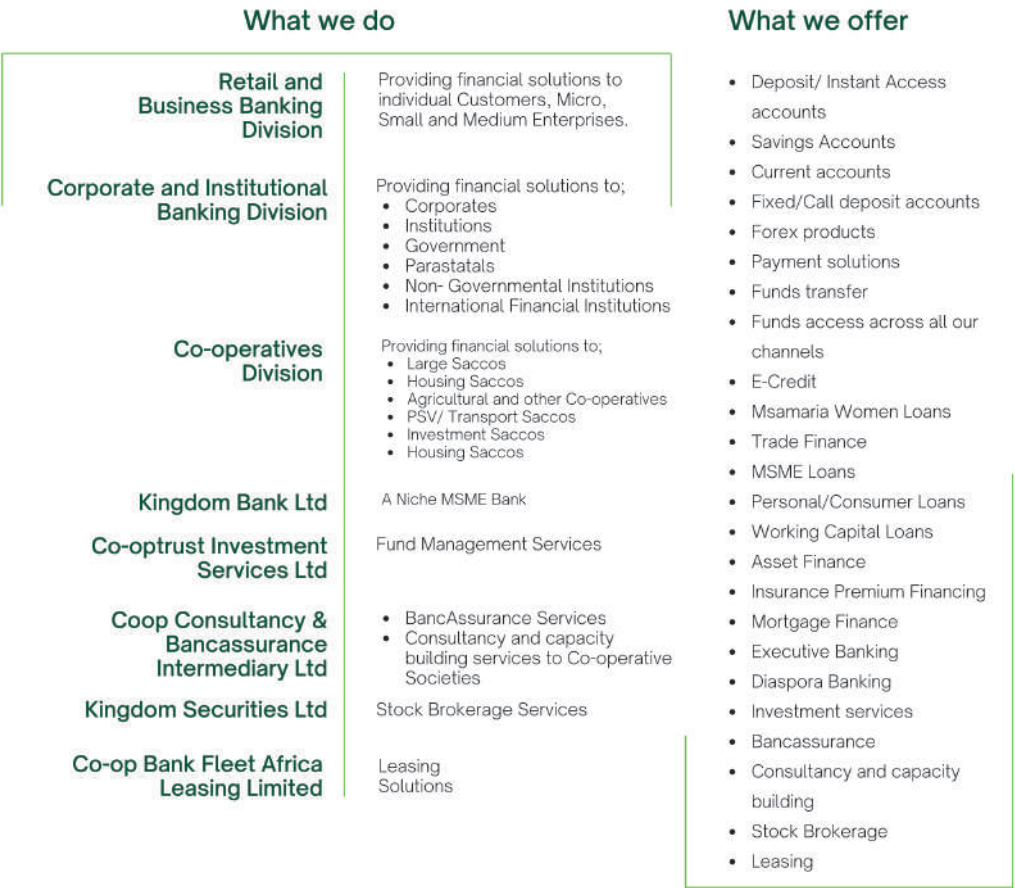 What we do
Retail and
Business Banking
Division
Providing financial solutions to
individual Customers, Micro,
Small and Medium Enterprises.
Corporate and Institutional
Banking Division
Providing financial solutions to;
• Corporates
• Institutions
• Government
• Parastatals
• Non- Governmental Institutions
• International Financial Institutions
Co-operatives
Division
Providing financial solutions to;
• Large Saccos
• Housing Saccos
• Agricultural and other Co-operatives
• PSV/ Transport Saccos
• Investment Saccos
• Housing Saccos
Kingdom Bank Ltd
A Niche MSME Bank
Co-optrust Investment
Services Ltd
Fund Management Services
Coop Consultancy &
Bancassurance
Intermediary Ltd
• BancAssurance Services
• Consultancy and capacity
building services to Co-operative
Societies
Kingdom Securities Ltd
Stock Brokerage Services
Co-op Bank Fleet Africa
Leasing Limited
Leasing
Solutions
What we offer
• Deposit/ Instant Access
accounts
• Savings Accounts
• Current accounts
• Fixed/Call deposit accounts
• Forex products
• Payment solutions
• Funds transfer
• Funds access across all our
channels
• E-Credit
• Msamaria Women Loans
• Trade Finance
• MSME Loans
• Personal/Consumer Loans
• Working Capital Loans
• Asset Finance
• Insurance Premium Financing
• Mortgage Finance
• Executive Banking
• Diaspora Banking
• Investment services
• Bancassurance
• Consultancy and capacity
building
• Stock Brokerage
• Leasing